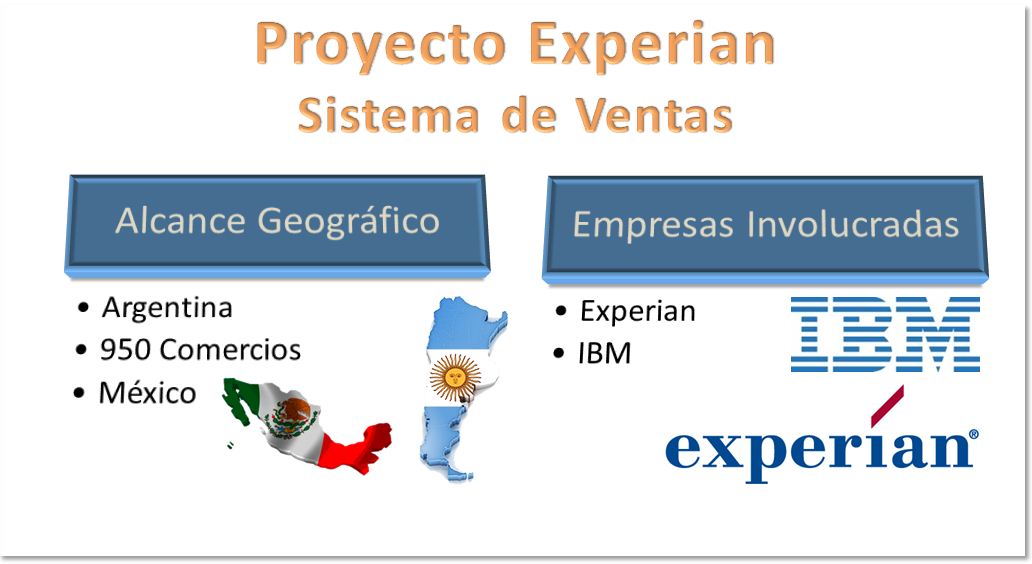 Proyecto Experian
Sistema de Ventas
Alcance Geográfico
• Argentina
• 950 Comercios
• México
Empresas Involucradas
• Experian
• IBM
IBM
experian®